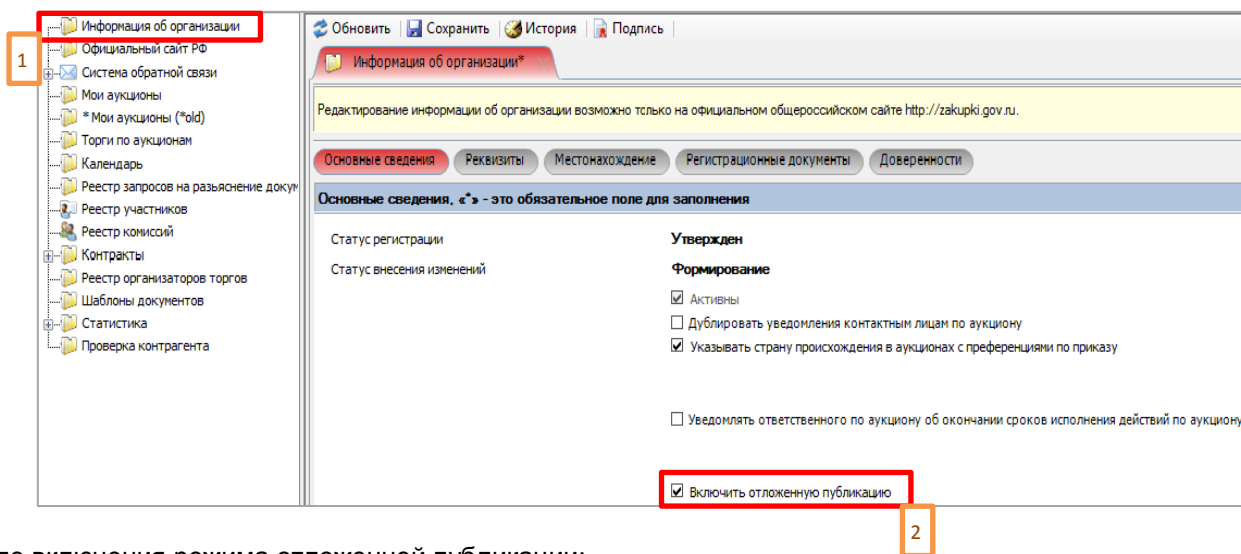 Информация об организации
1
Официальный сайт РФ
Система обратной связи
Мои аукционы
* Мои аукционы (*old)
Торги по аукционам
Календарь
Реестр запросов на разъяснение
Реестр участников
Реестр комиссий
Контракты
Реестр организаторов торгов
Шаблоны документов
Статистика
Проверка контрагента
Обновить | Сохранить | История | Подпись |
Информация об организации*
Редактирование информации об организации возможно только на официальном общероссийском сайте http://zakupki.gov.ru.
Основные сведения Реквизиты Местонахождение Регистрационные документы Доверенности
Основные сведения, «*» - это обязательное поле для заполнения
Статус регистрации Утвержден
Статус внесения изменений Формирование
Активны
Дублировать уведомления контактным лицам по аукциону
Указывать страну происхождения в аукционах с преференциями по приказу
Уведомлять ответственного по аукциону об окончании сроков исполнения действий по аукциону
Включить отложенную публикацию
2
включения режима отложенной публикации: